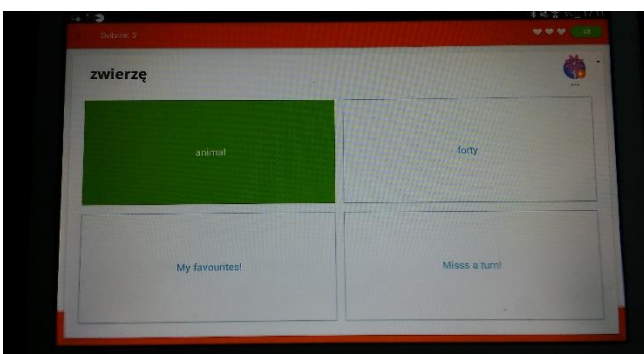 zwierzę
animal
forty
My favourites!
Misss a turn!